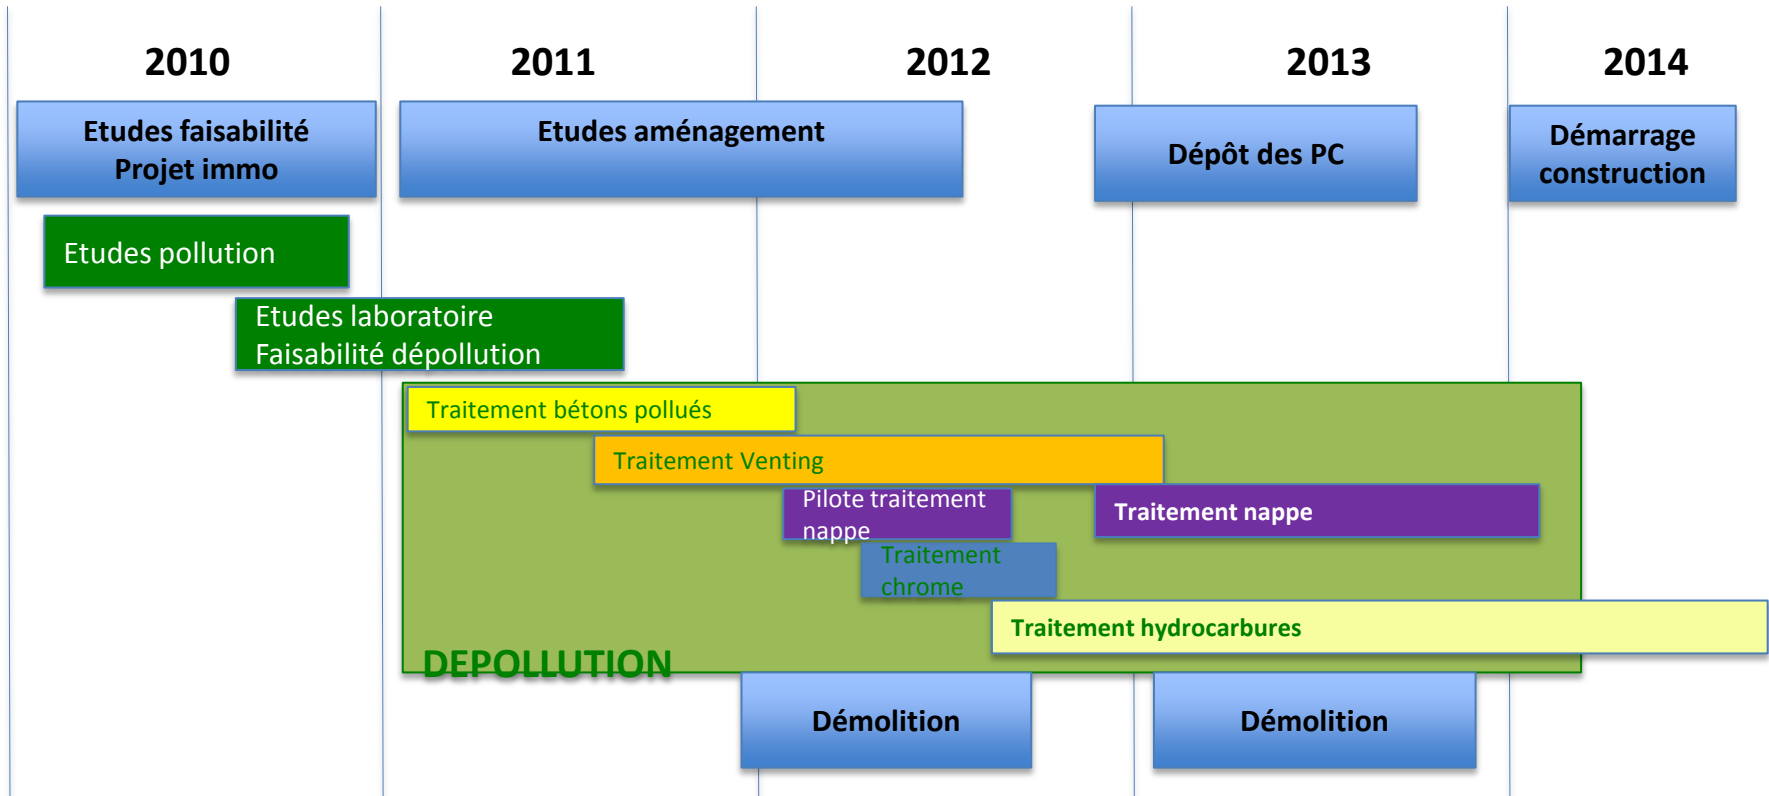 2010
2011
2012
2013
2014
Etudes faisabilité
Projet immo
Etudes aménagement
Dépôt des PC
Démarrage
construction
Etudes pollution
Etudes laboratoire
Faisabilité dépollution
Traitement bétons pollués
Traitement Venting
Pilote traitement
nappe
Traitement nappe
Traitement
chrome
Traitement hydrocarbures
DEPOLLUTION
Démolition
Démolition